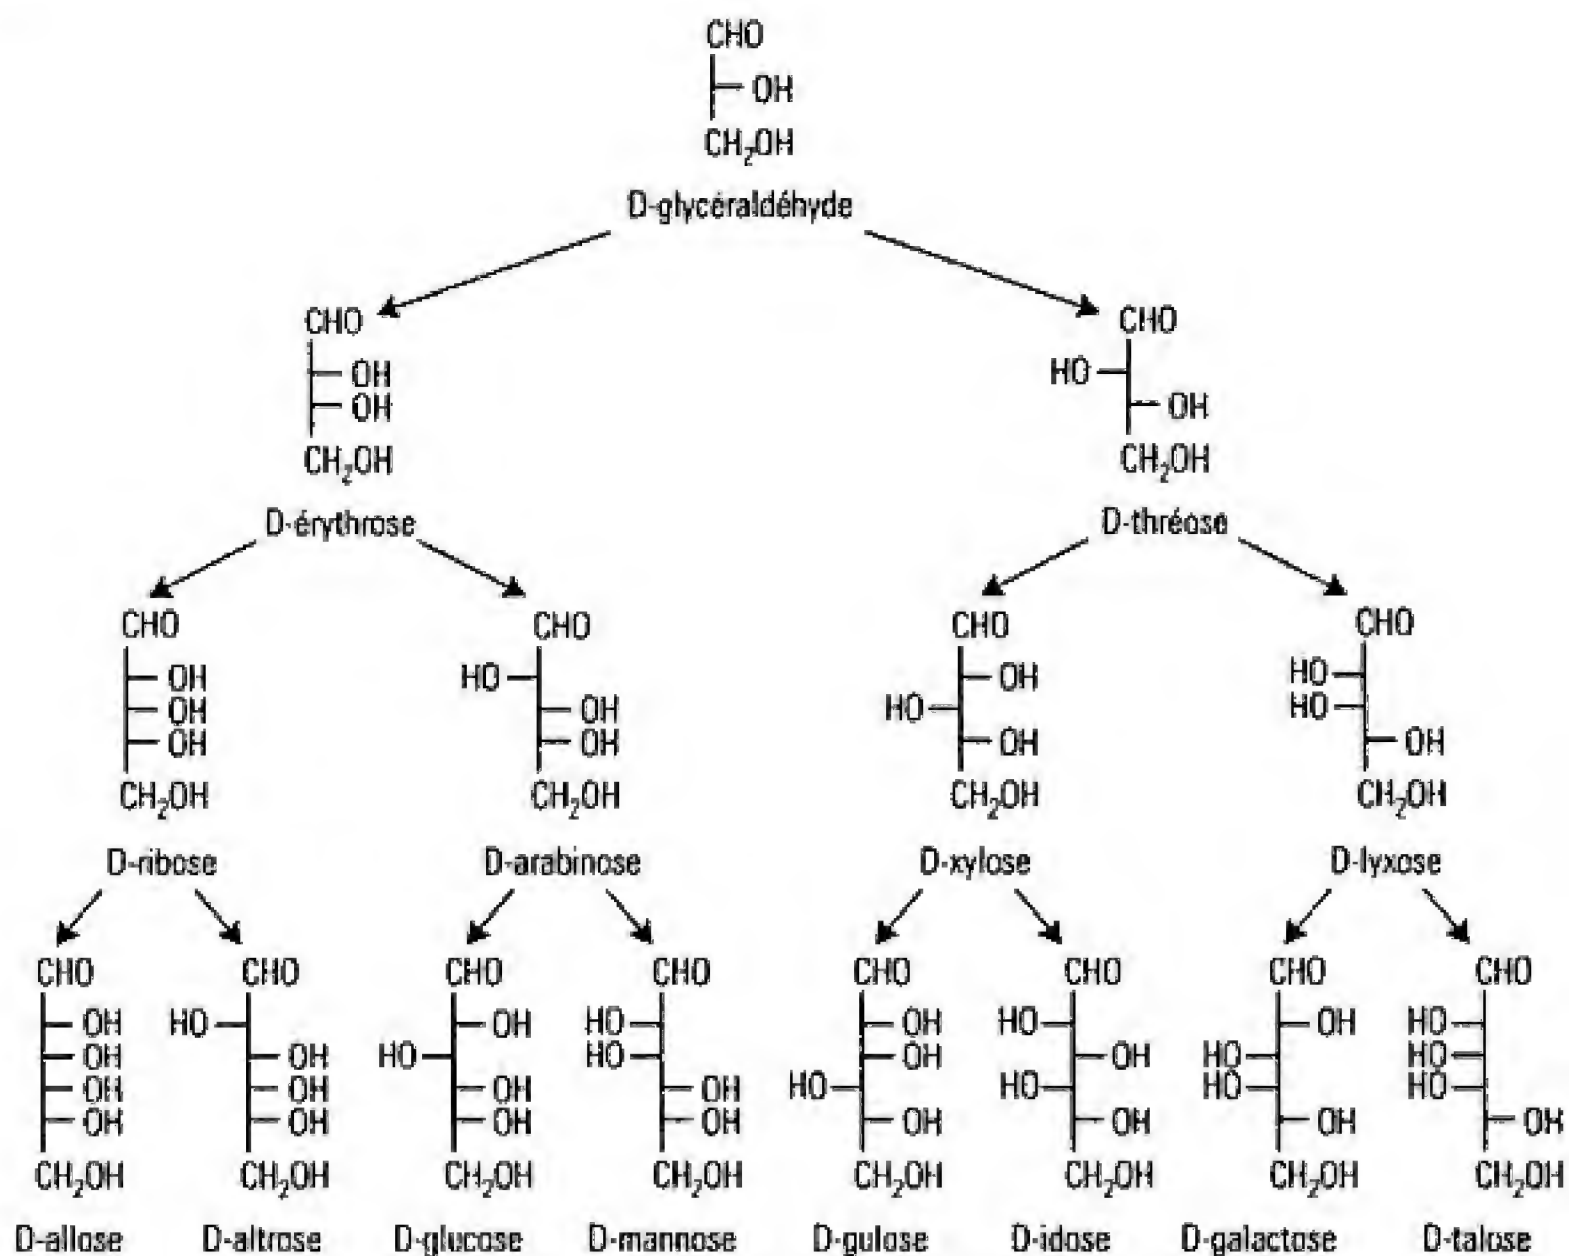 CHO
OH
CH₂OH
D-glycéraldéhyde
CHO CHO
OH HO
OH OH
CH₂OH CH₂OH
D-érythrose D-thréose
CHO CHO CHO CHO
OH HO OH HO
OH OH HO HO
OH OH OH OH
CH₂OH CH₂OH CH₂OH CH₂OH
D-ribose D-arabinose D-xylose D-lyxose
CHO CHO CHO CHO CHO CHO CHO CHO
OH HO OH HO OH HO OH HO
OH OH HO HO OH OH HO HO
OH OH OH OH HO HO HO HO
OH OH OH OH OH OH OH OH
CH₂OH CH₂OH CH₂OH CH₂OH CH₂OH CH₂OH CH₂OH CH₂OH
D-allose D-altrose D-glucose D-mannose D-gulose D-idose D-galactose D-talose